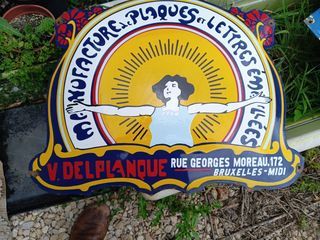 MANUFACTURE DE PLAQUES ET LETTRES EMAILLÉES
V. DELPLANQUE
RUE GEORGES MOREAU.172
BRUXELLES-MIDI